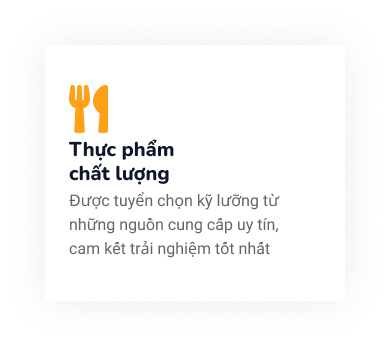 Thực phẩm
chất lượng
Được tuyển chọn kỹ lưỡng từ
những nguồn cung cấp uy tín,
cam kết trải nghiệm tốt nhất